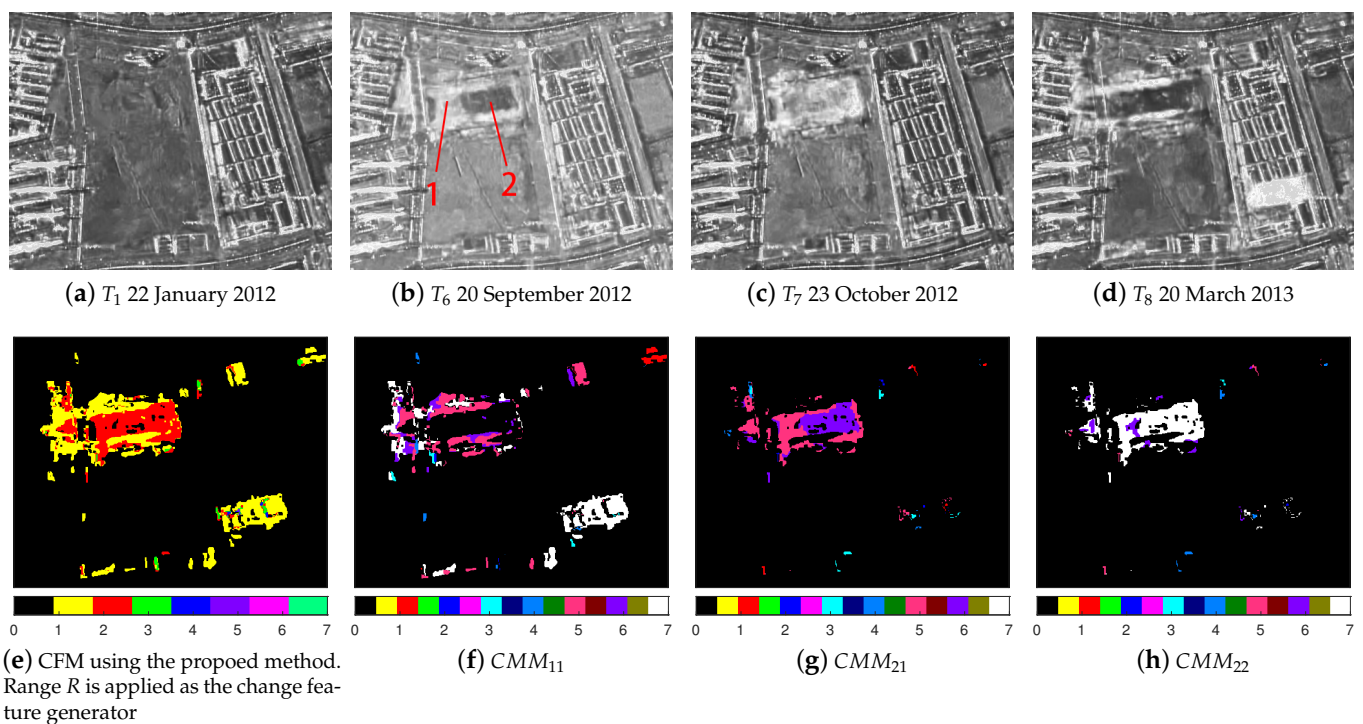 1
2
(a) T1 22 January 2012
(b) T6 20 September 2012
(c) T7 23 October 2012
(d) T8 20 March 2013
0 1 2 3 4 5 6 7
0 1 2 3 4 5 6 7
0 1 2 3 4 5 6 7
0 1 2 3 4 5 6 7
(e) CFM using the propoed method.
Range R is applied as the change fea-
ture generator
(f) CMM11
(g) CMM21
(h) CMM22